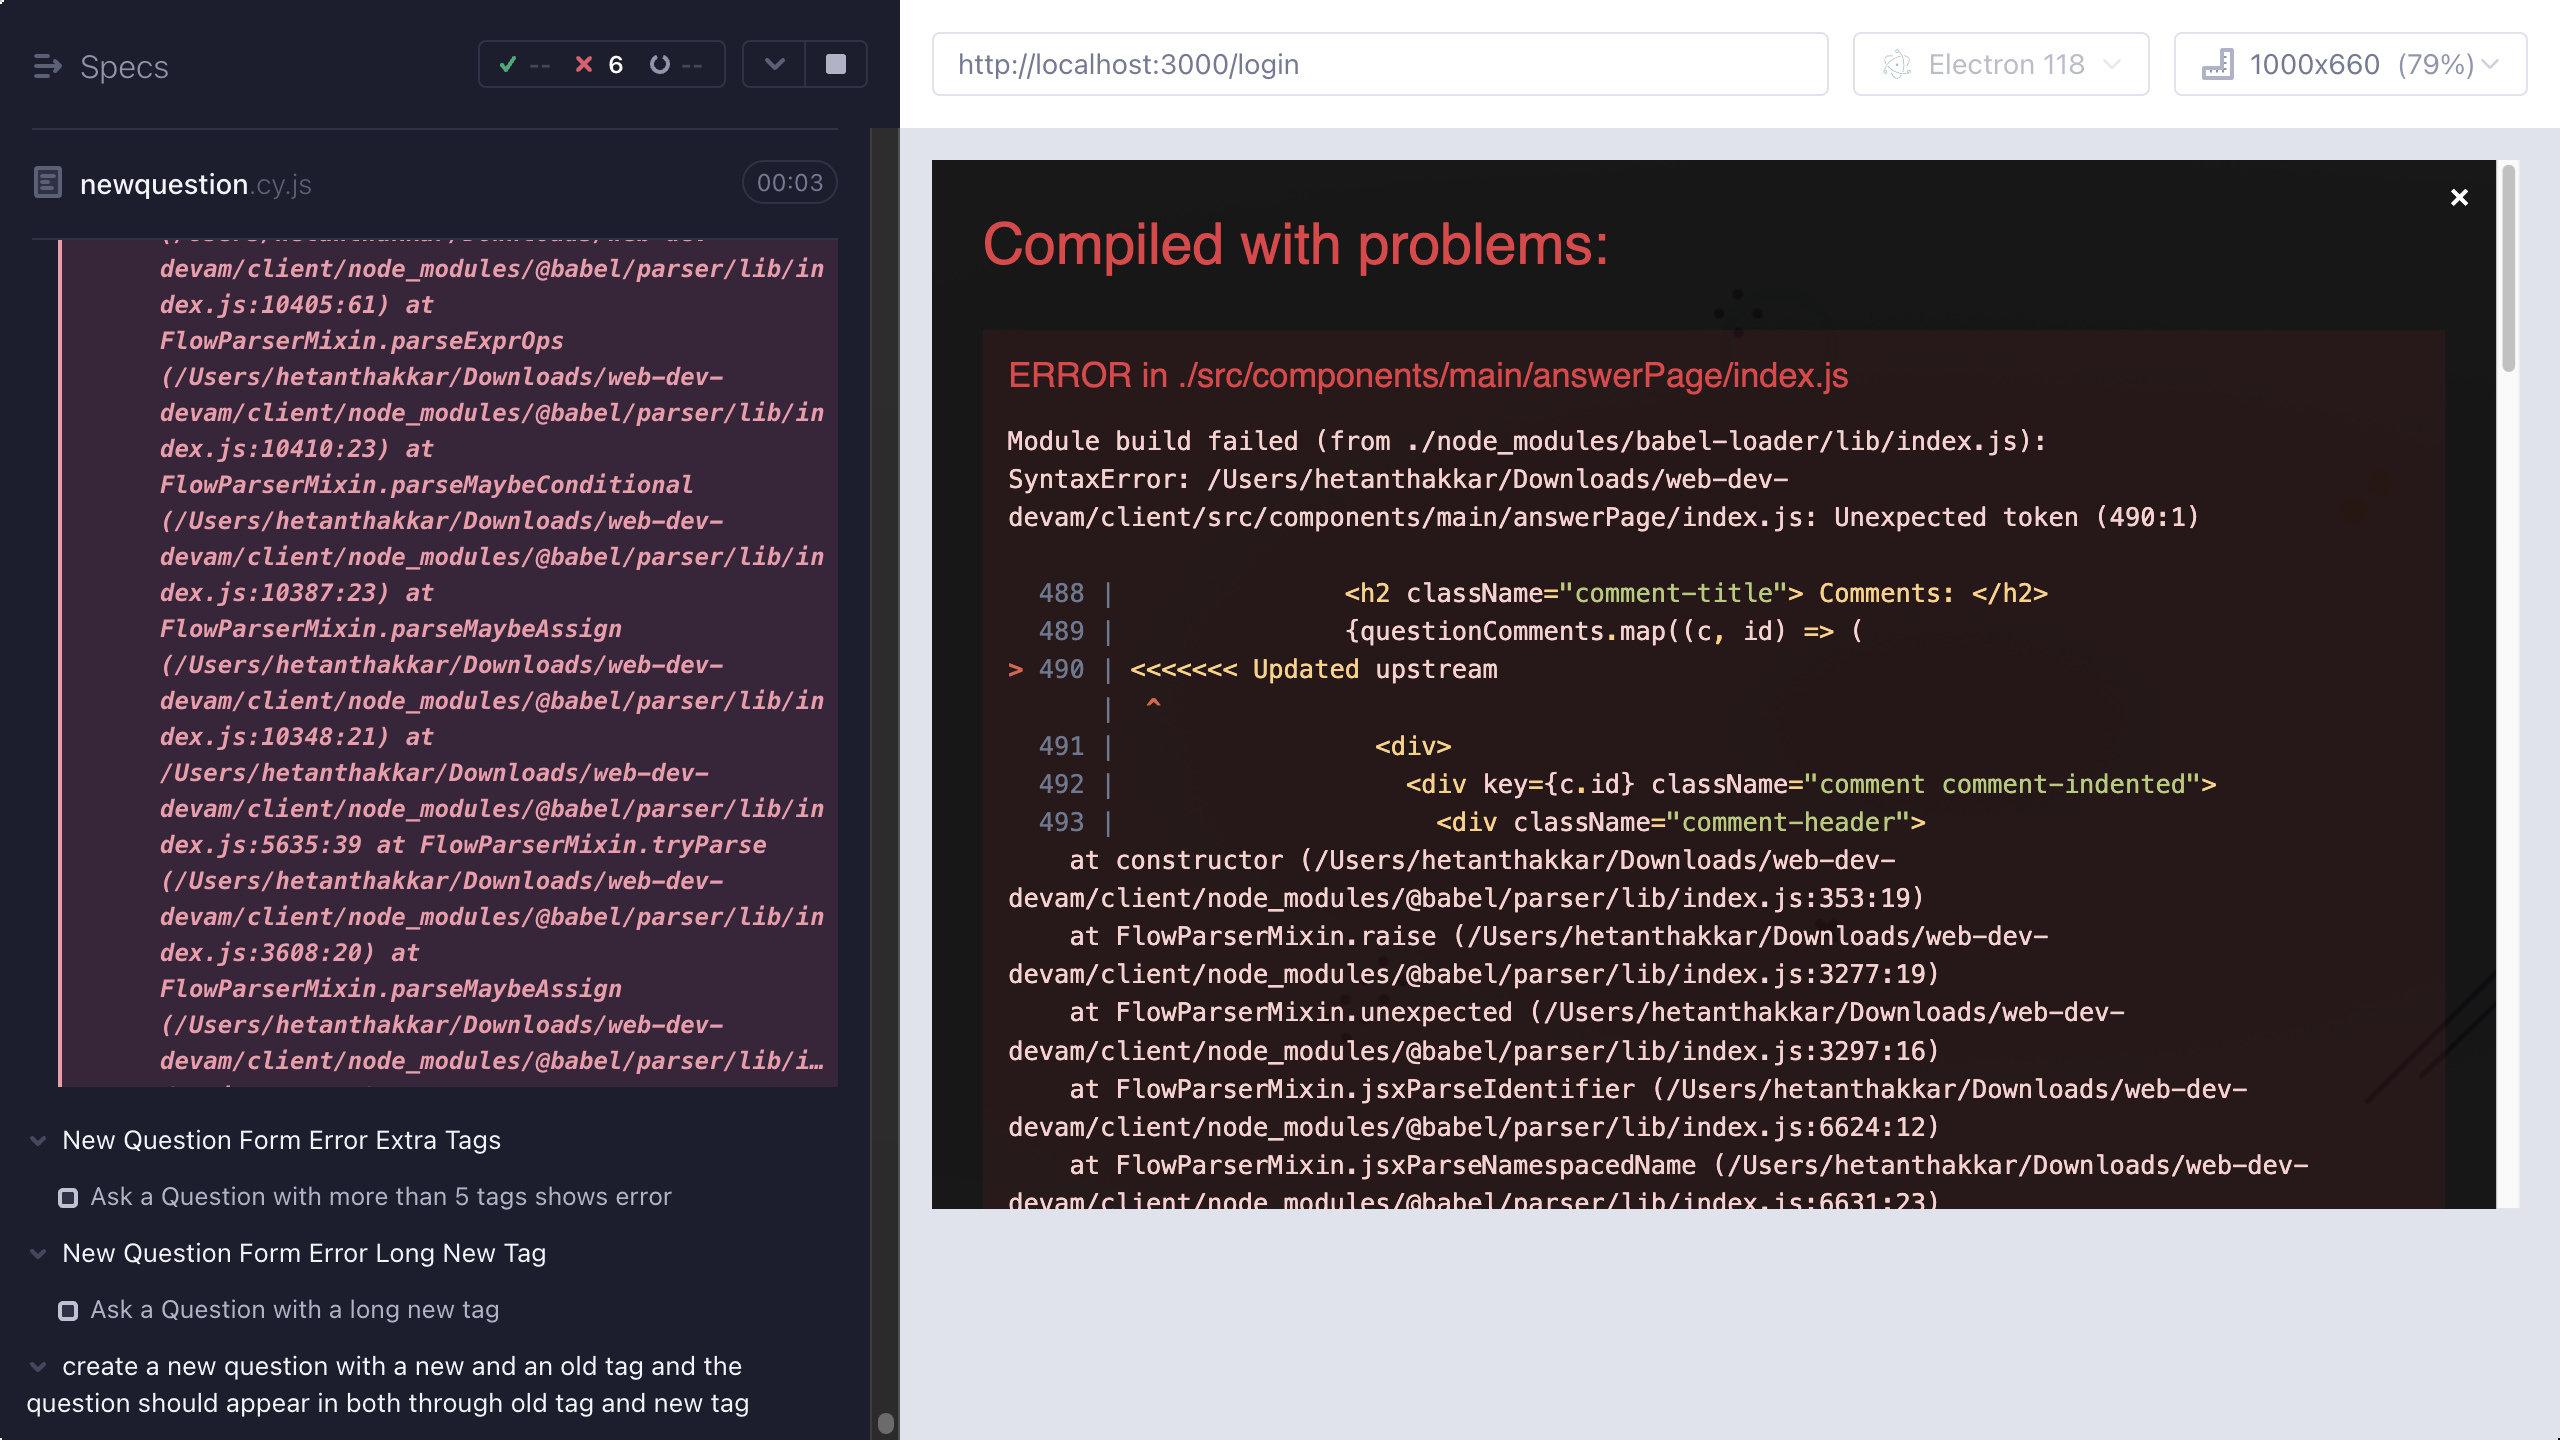 Specs
-- 6 --
newquestion.cy.js
00:03
devam/client/node_modules/@babel/parser/lib/in
dex.js:10405:61) at
FlowParserMixin.parseExprOps
(/Users/hetanthakkar/Downloads/web-dev-
devam/client/node_modules/@babel/parser/lib/in
dex.js:10410:23) at
FlowParserMixin.parseMaybeConditional
(/Users/hetanthakkar/Downloads/web-dev-
devam/client/node_modules/@babel/parser/lib/in
dex.js:10387:23) at
FlowParserMixin.parseMaybeAssign
(/Users/hetanthakkar/Downloads/web-dev-
devam/client/node_modules/@babel/parser/lib/in
dex.js:10348:21) at
/Users/hetanthakkar/Downloads/web-dev-
devam/client/node_modules/@babel/parser/lib/in
dex.js:5635:39 at FlowParserMixin.tryParse
(/Users/hetanthakkar/Downloads/web-dev-
devam/client/node_modules/@babel/parser/lib/in
dex.js:3608:20) at
FlowParserMixin.parseMaybeAssign
(/Users/hetanthakkar/Downloads/web-dev-
devam/client/node_modules/@babel/parser/lib/i…
New Question Form Error Extra Tags
Ask a Question with more than 5 tags shows error
New Question Form Error Long New Tag
Ask a Question with a long new tag
create a new question with a new and an old tag and the
question should appear in both through old tag and new tag
http://localhost:3000/login
Electron 118
1000x660 (79%)
Compiled with problems:
×
ERROR in ./src/components/main/answerPage/index.js
Module build failed (from ./node_modules/babel-loader/lib/index.js):
SyntaxError: /Users/hetanthakkar/Downloads/web-dev-
devam/client/src/components/main/answerPage/index.js: Unexpected token (490:1)
488 | <h2 className="comment-title"> Comments: </h2>
489 | {questionComments.map((c, id) => (
> 490 | <<<<<<< Updated upstream
| ^
491 | <div>
492 | <div key={c.id} className="comment comment-indented">
493 | <div className="comment-header">
at constructor (/Users/hetanthakkar/Downloads/web-dev-
devam/client/node_modules/@babel/parser/lib/index.js:353:19)
at FlowParserMixin.raise (/Users/hetanthakkar/Downloads/web-dev-
devam/client/node_modules/@babel/parser/lib/index.js:3277:19)
at FlowParserMixin.unexpected (/Users/hetanthakkar/Downloads/web-dev-
devam/client/node_modules/@babel/parser/lib/index.js:3297:16)
at FlowParserMixin.jsxParseIdentifier (/Users/hetanthakkar/Downloads/web-dev-
devam/client/node_modules/@babel/parser/lib/index.js:6624:12)
at FlowParserMixin.jsxParseNamespacedName (/Users/hetanthakkar/Downloads/web-dev-
devam/client/node_modules/@babel/parser/lib/index.js:6631:23)